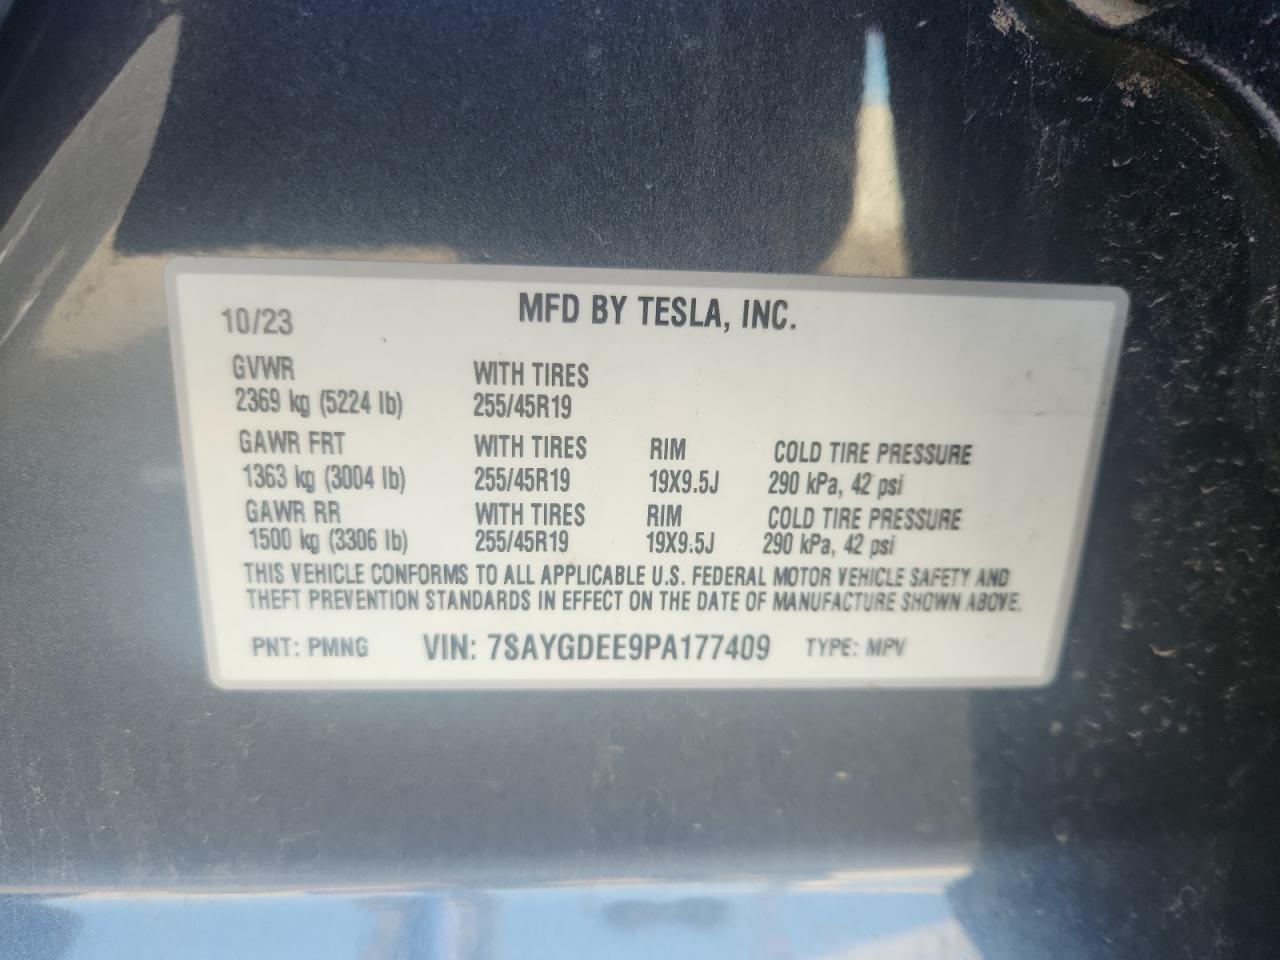 MFD BY TESLA, INC.
10/23
GVWR WITH TIRES
2369 kg (5224 lb) 255/45R19
GAWR FRT WITH TIRES RIM COLD TIRE PRESSURE
1363 kg (3004 lb) 255/45R19 19X9.5J 290 kPa, 42 psi
GAWR RR WITH TIRES RIM COLD TIRE PRESSURE
1500 kg (3306 lb) 255/45R19 19X9.5J 290 kPa, 42 psi
THIS VEHICLE CONFORMS TO ALL APPLICABLE U.S. FEDERAL MOTOR VEHICLE SAFETY AND
THEFT PREVENTION STANDARDS IN EFFECT ON THE DATE OF MANUFACTURE SHOWN ABOVE.
PNT: PMNG VIN: 7SAYGDEE9PA177409 TYPE: MPV